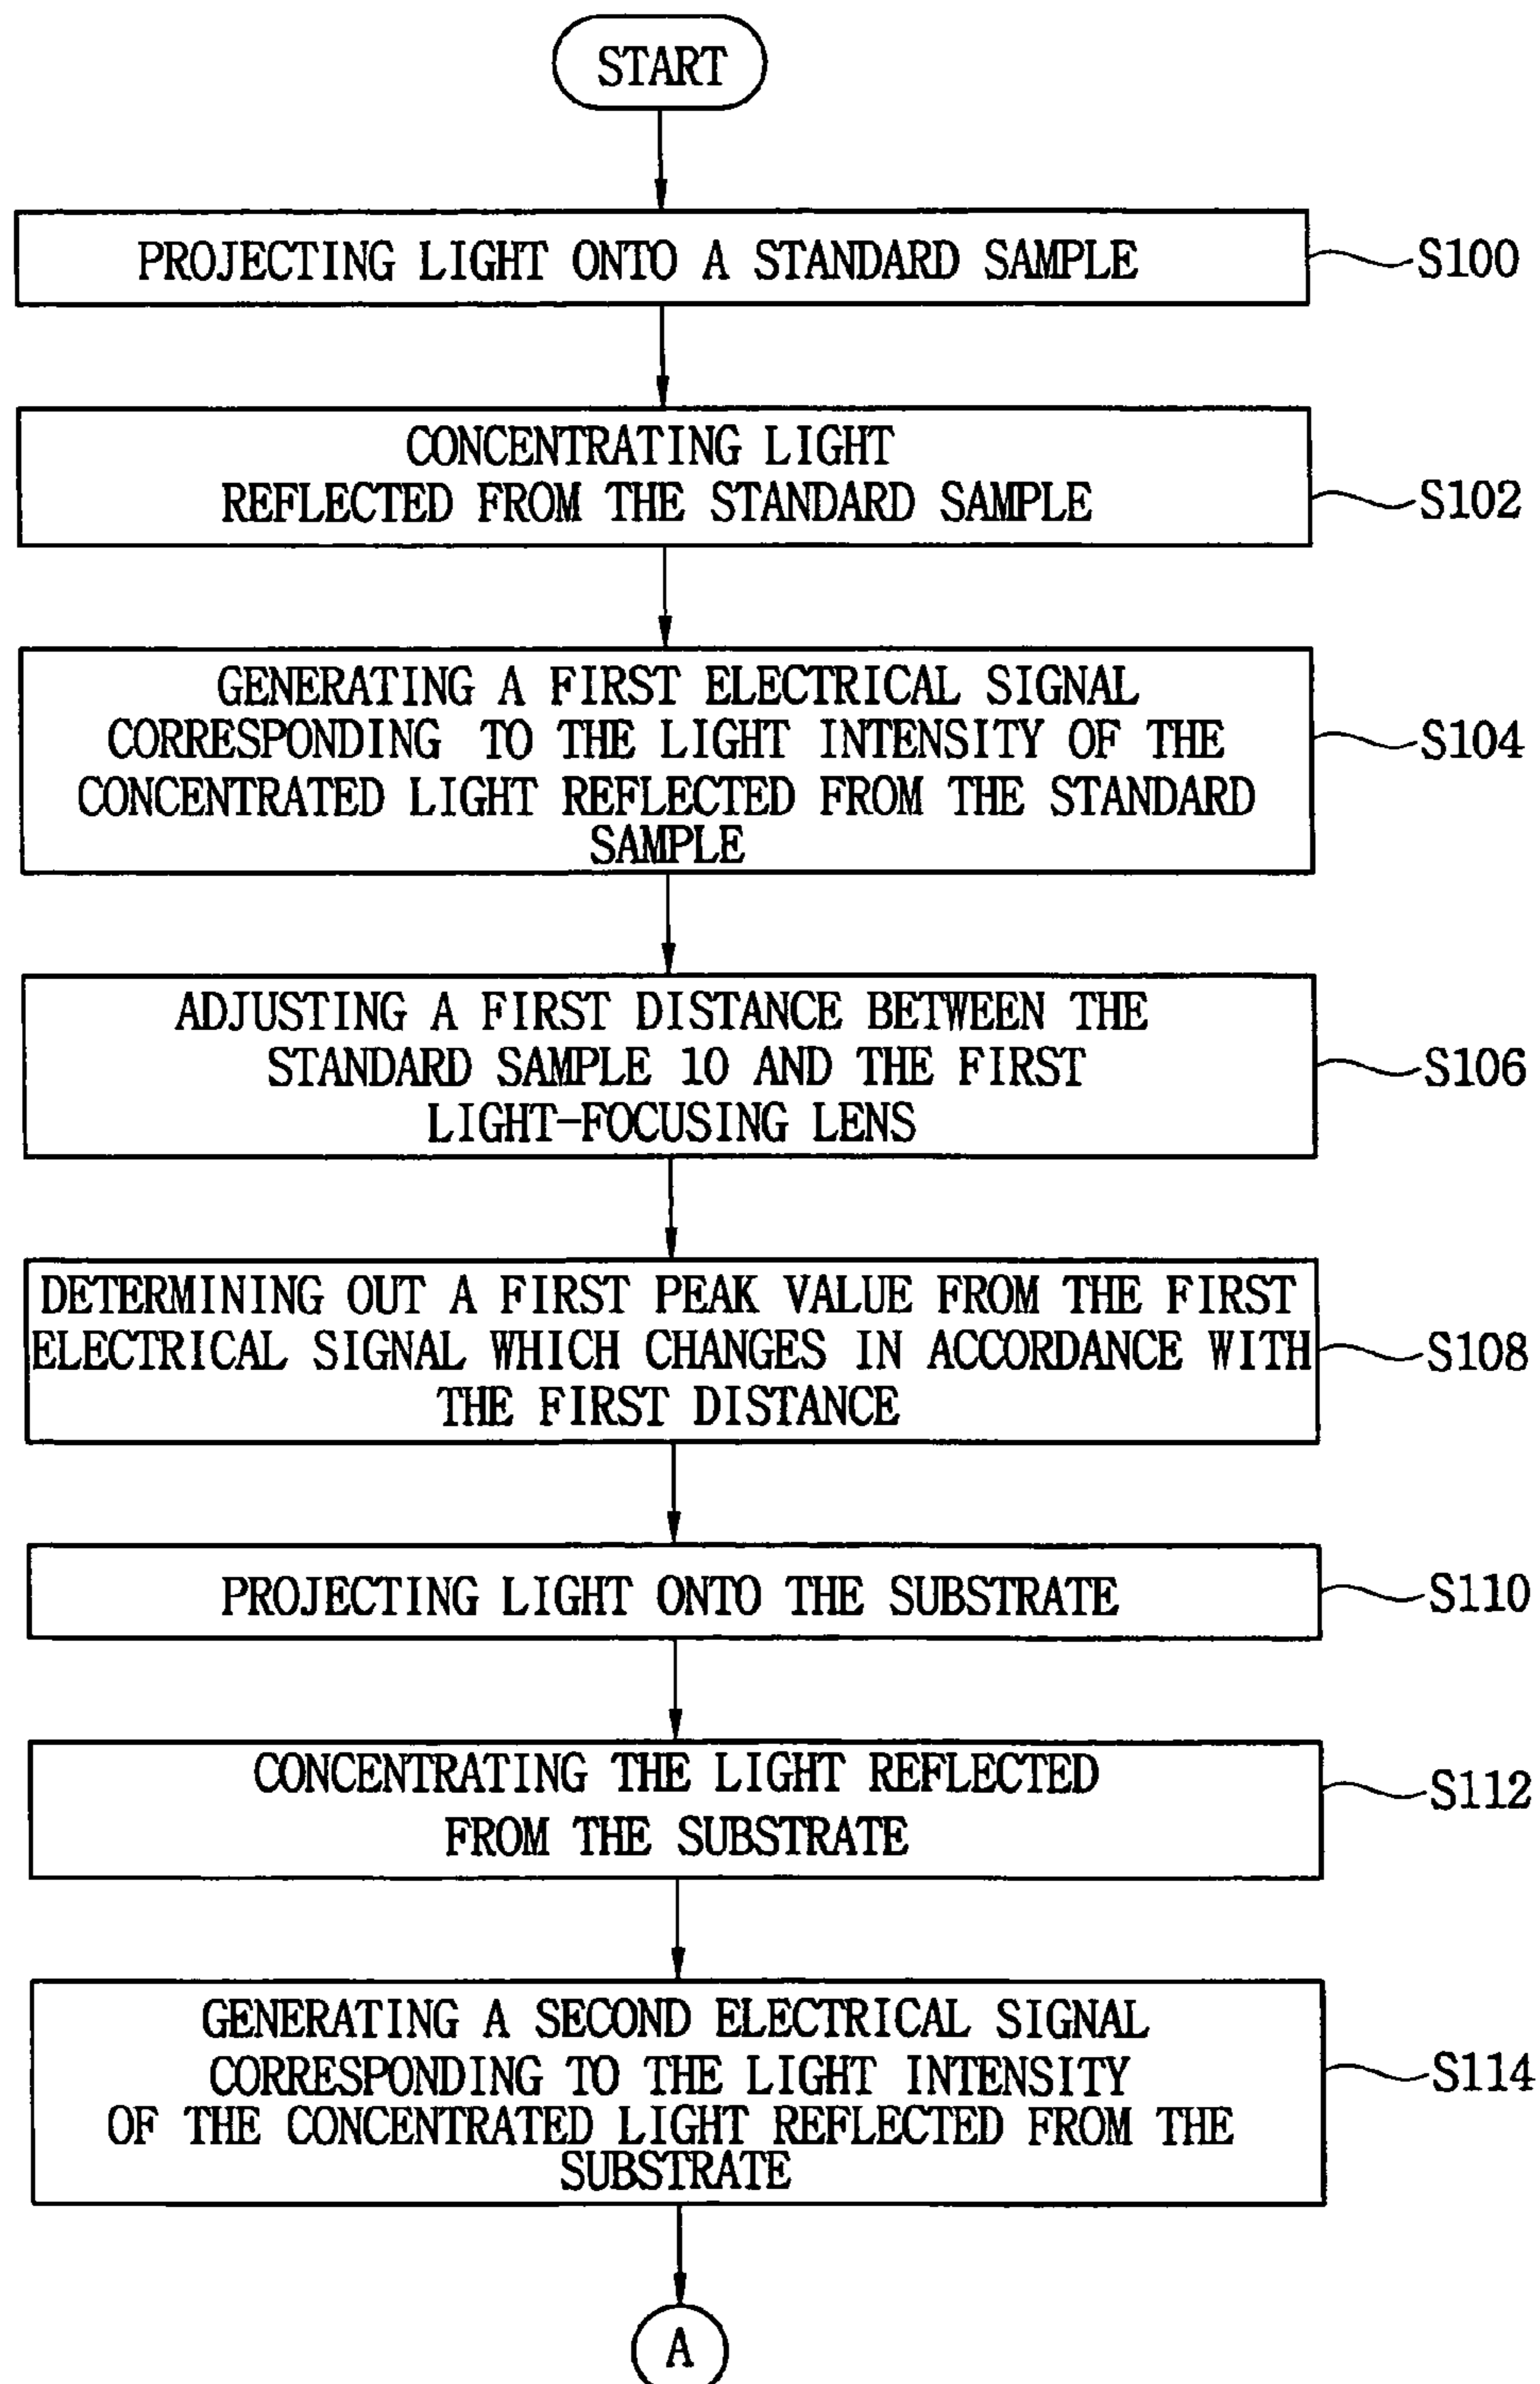 START
PROJECTING LIGHT ONTO A STANDARD SAMPLE
S100
CONCENTRATING LIGHT
REFLECTED FROM THE STANDARD SAMPLE
S102
GENERATING A FIRST ELECTRICAL SIGNAL
CORRESPONDING TO THE LIGHT INTENSITY OF THE
CONCENTRATED LIGHT REFLECTED FROM THE STANDARD
SAMPLE
S104
ADJUSTING A FIRST DISTANCE BETWEEN THE
STANDARD SAMPLE 10 AND THE FIRST
LIGHT-FOCUSING LENS
S106
DETERMINING OUT A FIRST PEAK VALUE FROM THE FIRST
ELECTRICAL SIGNAL WHICH CHANGES IN ACCORDANCE WITH
THE FIRST DISTANCE
S108
PROJECTING LIGHT ONTO THE SUBSTRATE
S110
CONCENTRATING THE LIGHT REFLECTED
FROM THE SUBSTRATE
S112
GENERATING A SECOND ELECTRICAL SIGNAL
CORRESPONDING TO THE LIGHT INTENSITY
OF THE CONCENTRATED LIGHT REFLECTED FROM THE
SUBSTRATE
S114
A